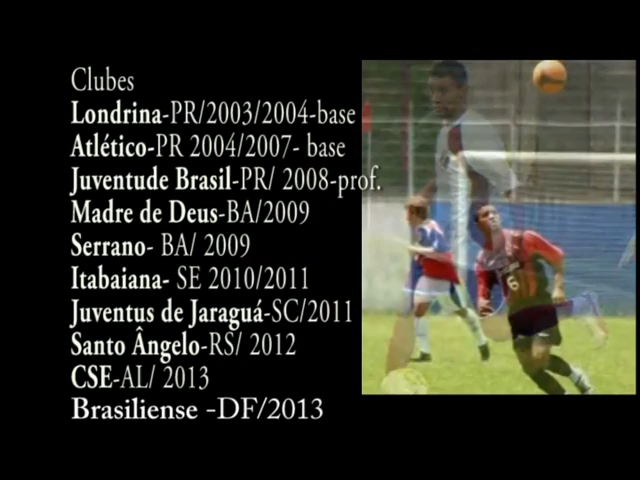 Clubes
Londrina-PR/2003/2004-base
Atlético-PR 2004/2007- base
Juventude Brasil-PR/ 2008-prof.
Madre de Deus-BA/2009
Serrano- BA/ 2009
Itabaiana- SE 2010/2011
Juventus de Jaraguá-SC/2011
Santo Ângelo-RS/ 2012
CSE-AL/ 2013
Brasiliense -DF/2013
6